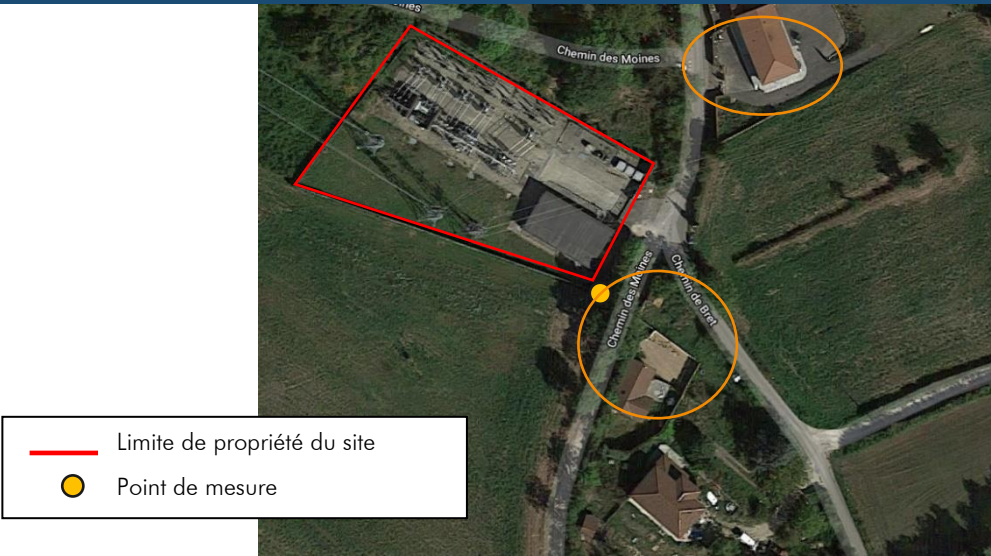 Chemin des Moines
Chemin des Moines
Chemin de Bret
Limite de propriété du site
Point de mesure